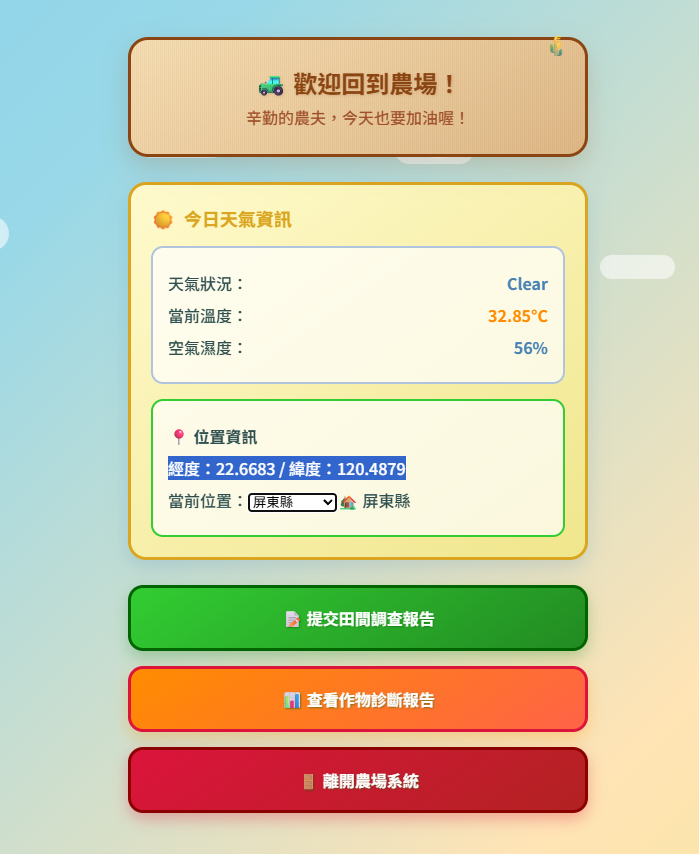 歡迎回到農場！
辛勤的農夫，今天也要加油喔！
今日天氣資訊
天氣狀況： Clear
當前溫度： 32.85°C
空氣濕度： 56%
位置資訊
經度：22.6683 / 緯度：120.4879
當前位置： 屏東縣 屏東縣
提交田間調查報告
查看作物診斷報告
離開農場系統